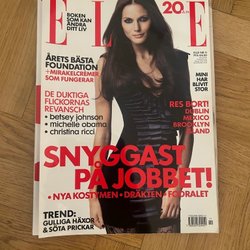 BOKEN
SOM KAN
ÄNDRA
DITT LIV
ELLE
20
ÅRETS BÄSTA
FOUNDATION
+MIRAKELCRÈMER
SOM FUNGERAR
MINI
HAR
BLIVIT
STOR
DE DUKTIGA
FLICKORNAS
REVANSCH
• betsey johnson
• michelle obama
• christina ricci
RES BORT!
DUBLIN
MEXICO
BROOKLYN
LAND
SNYGGAST
PÅ JOBBET!
• NYA KOSTYMEN • DRÄKTEN • FODRALET
TREND:
GULLIGA HÄXOR
& SÖTA PRICKAR